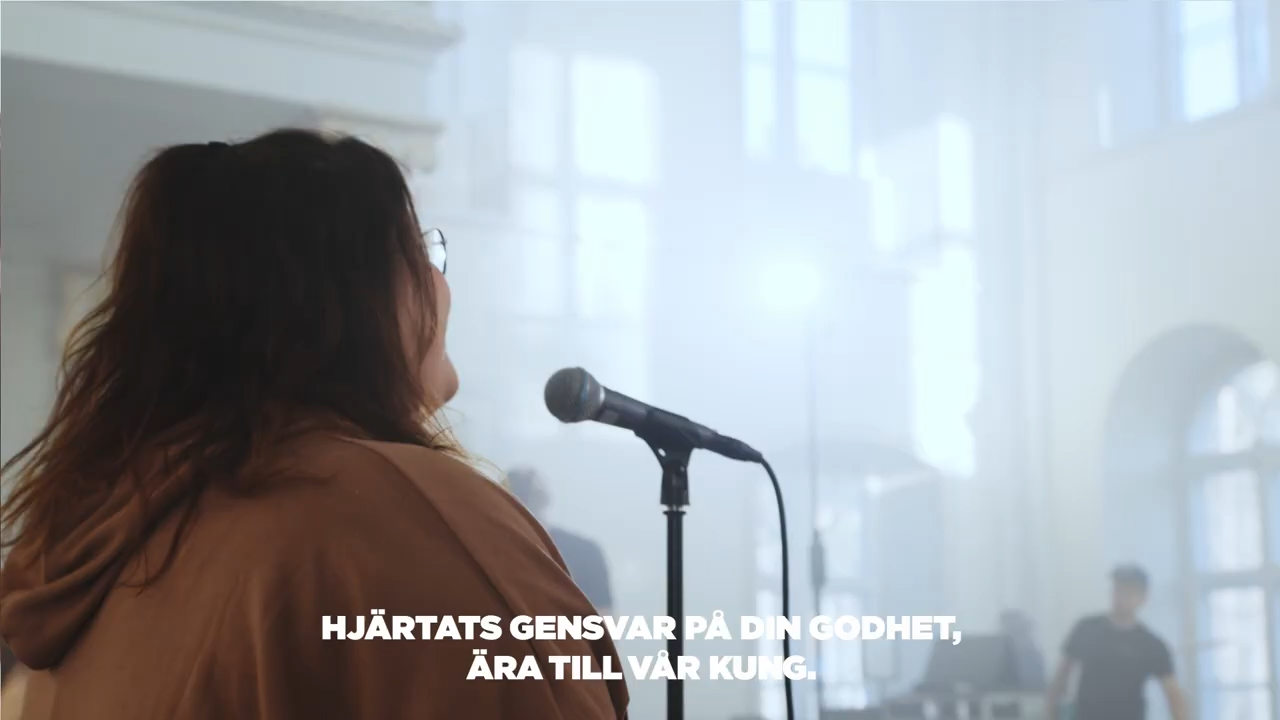 HJÄRTATS GENSVAR PÅ DIN GODHET,
ÄRA TILL VÅR KUNG.